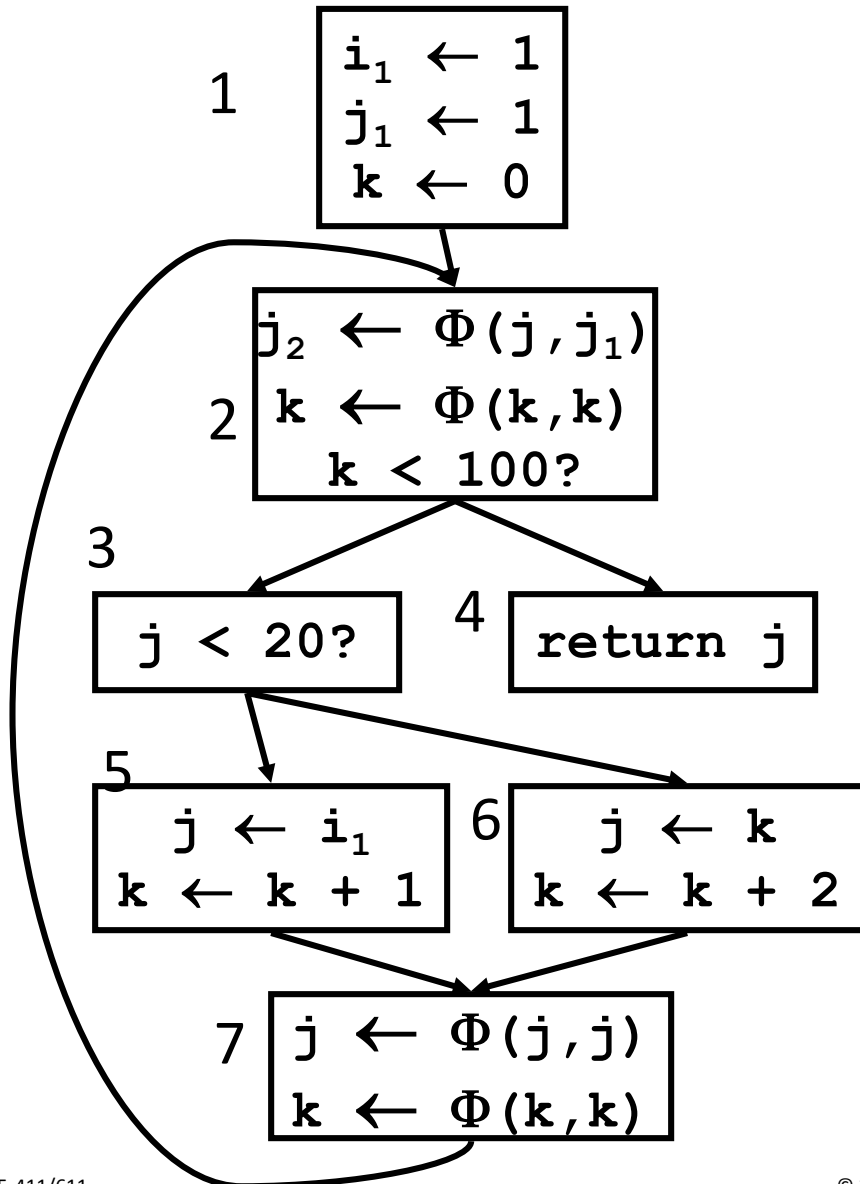 1
i₁ ← 1
j₁ ← 1
k ← 0
2
j₂ ← Φ(j,j₁)
k ← Φ(k,k)
k < 100?
3
j < 20?
4
return j
5
j ← i₁
k ← k + 1
6
j ← k
k ← k + 2
7
j ← Φ(j,j)
k ← Φ(k,k)
©